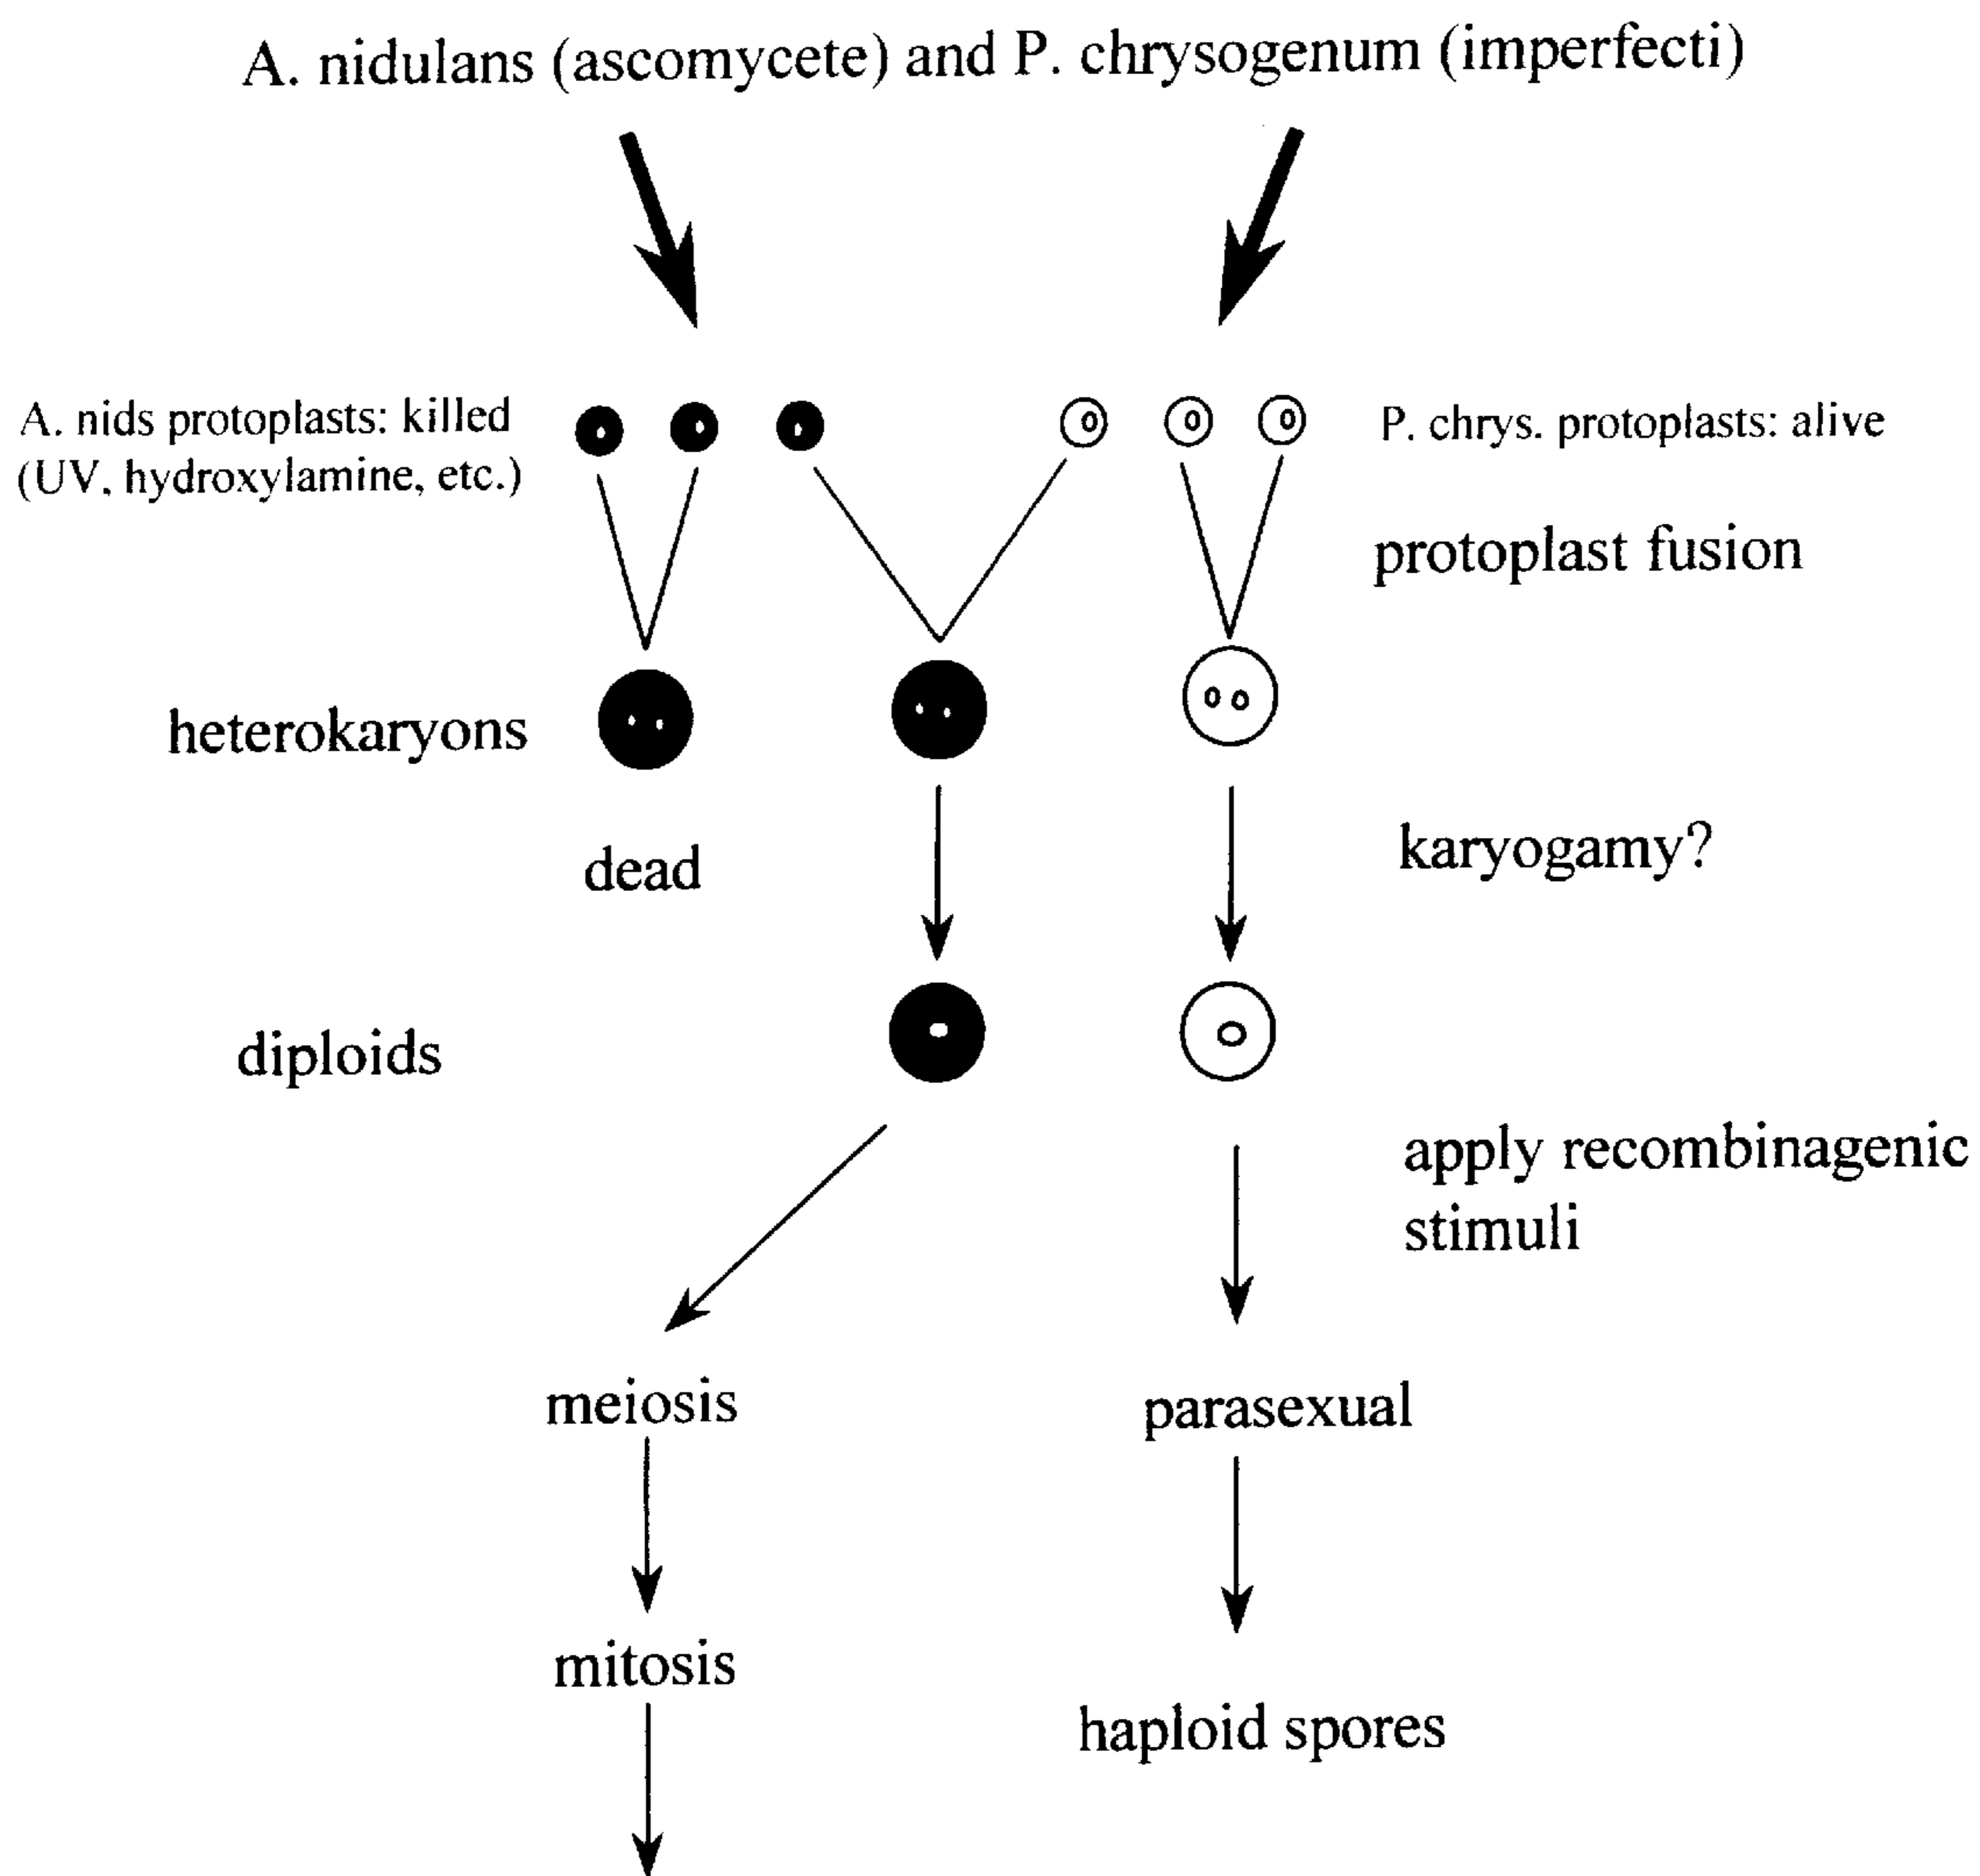 A. nidulans (ascomycete) and P. chrysogenum (imperfecti)
A. nids protoplasts: killed
(UV, hydroxylamine, etc.)
P. chrys. protoplasts: alive
protoplast fusion
heterokaryons
dead
karyogamy?
diploids
apply recombinagenic
stimuli
meiosis
parasexual
mitosis
haploid spores